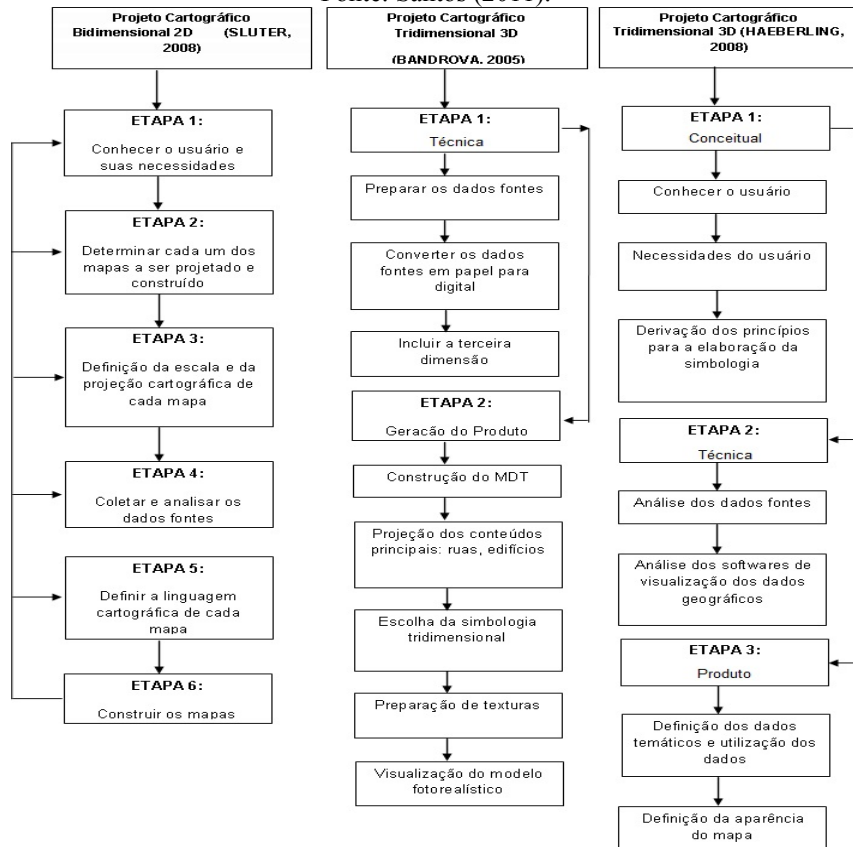 Fonte: Santos (2011).
Projeto Cartográfico
Bidimensional 2D (SLUTER,
2008)
ETAPA 1:
Conhecer o usuário e
suas necessidades
ETAPA 2:
Determinar cada um dos
mapas a ser projetado e
construído
ETAPA 3:
Definição da escala e da
projeção cartográfica de
cada mapa
ETAPA 4:
Coletar e analisar os
dados fontes
ETAPA 5:
Definir a linguagem
cartográfica de cada
mapa
ETAPA 6:
Construir os mapas
Projeto Cartográfico
Tridimensional 3D
(BANDROVA, 2005)
ETAPA 1:
Técnica
Preparar os dados fontes
Converter os dados
fontes em papel para
digital
Incluir a terceira
dimensão
ETAPA 2:
Geração do Produto
Construção do MDT
Projeção dos conteúdos
principais: ruas, edifícios
Escolha da simbologia
tridimensional
Preparação de texturas
Visualização do modelo
fotorealístico
Projeto Cartográfico
Tridimensional 3D (HAEBERLING,
2008)
ETAPA 1:
Conceitual
Conhecer o usuário
Necessidades do usuário
Derivação dos princípios
para a elaboração da
simbologia
ETAPA 2:
Técnica
Análise dos dados fontes
Análise dos softwares de
visualização dos dados
geográficos
ETAPA 3:
Produto
Definição dos dados
temáticos e utilização dos
dados
Definição da aparência
do mapa